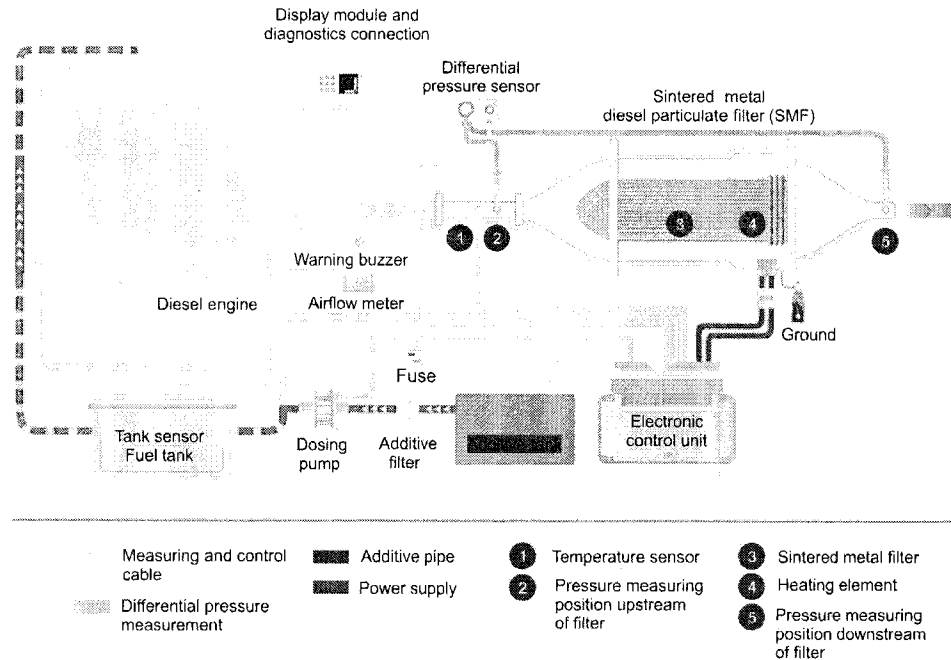 Display module and
diagnostics connection
Differential
pressure sensor
Sintered metal
diesel particulate filter (SMF)
1
2
3
4
5
Warning buzzer
Diesel engine
Airflow meter
Ground
Fuse
Tank sensor
Fuel tank
Dosing
pump
Additive
filter
Electronic
control unit
Measuring and control
cable
Differential pressure
measurement
Additive pipe
Power supply
1 Temperature sensor
2 Pressure measuring
position upstream
of filter
3 Sintered metal filter
4 Heating element
5 Pressure measuring
position downstream
of filter